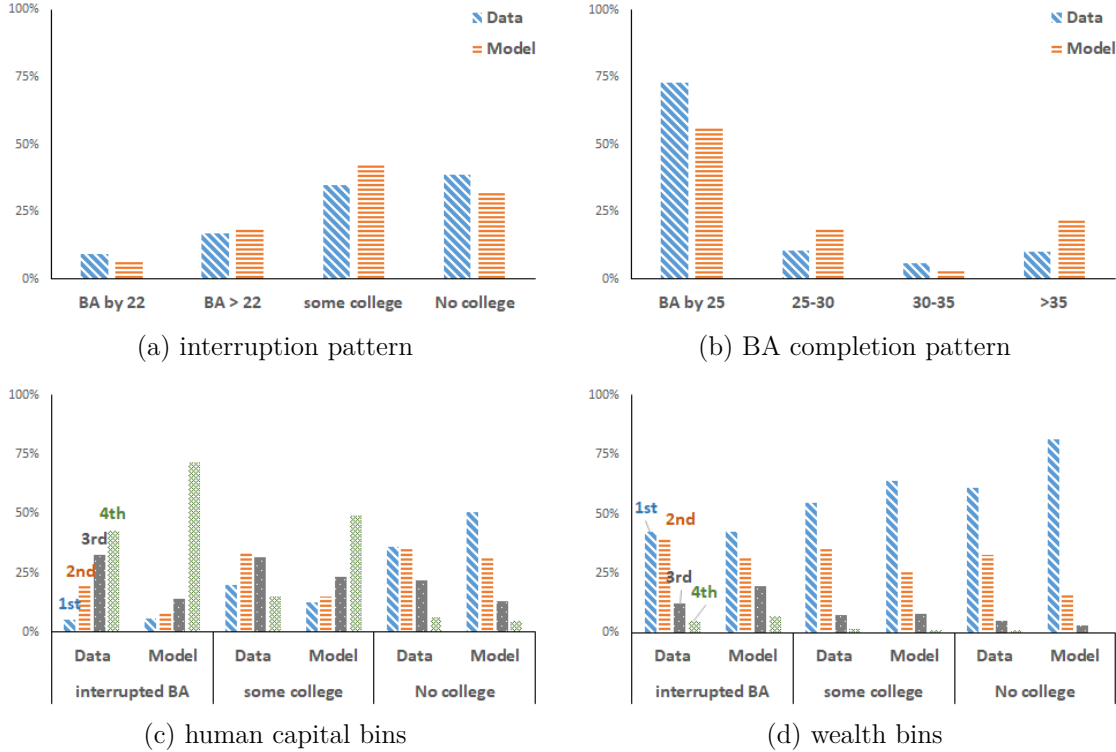 100%
75%
50%
25%
0%
Data
Model
BA by 22 BA > 22 some college No college
(a) interruption pattern
100%
75%
50%
25%
0%
Data
Model
BA by 25 25-30 30-35 >35
(b) BA completion pattern
100%
75%
50%
25%
0%
1st
2nd
3rd
4th
Data Model Data Model Data Model
interrupted BA some college No college
(c) human capital bins
100%
75%
50%
25%
0%
1st
2nd
3rd
4th
Data Model Data Model Data Model
interrupted BA some college No college
(d) wealth bins